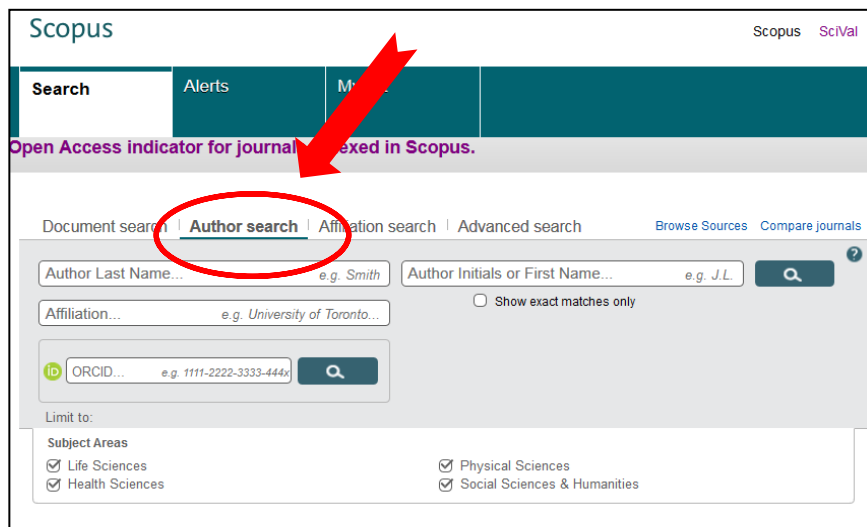 Scopus
Scopus SciVal
Search Alerts
Open Access indicator for journal exed in Scopus.
Document search Author search Affiliation search Advanced search Browse Sources Compare journals
Author Last Name... e.g. Smith Author Initials or First Name... e.g. J.L.
Show exact matches only
Affiliation... e.g. University of Toronto...
iD ORCID... e.g. 1111-2222-3333-444x
Limit to:
Subject Areas
Life Sciences Physical Sciences
Health Sciences Social Sciences & Humanities
?